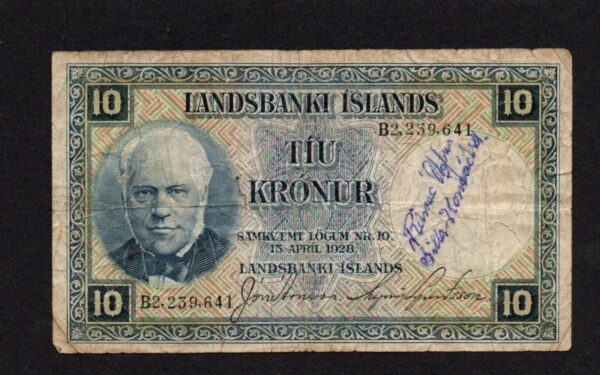 10 LANDSBANKI ÍSLANDS 10
B2,239,641
TÍU
KRÓNUR
SAMKVÆMT LÖGUM NR. 10,
15. APRÍL 1928
LANDSBANKI ÍSLANDS
10 B2,239,641 10